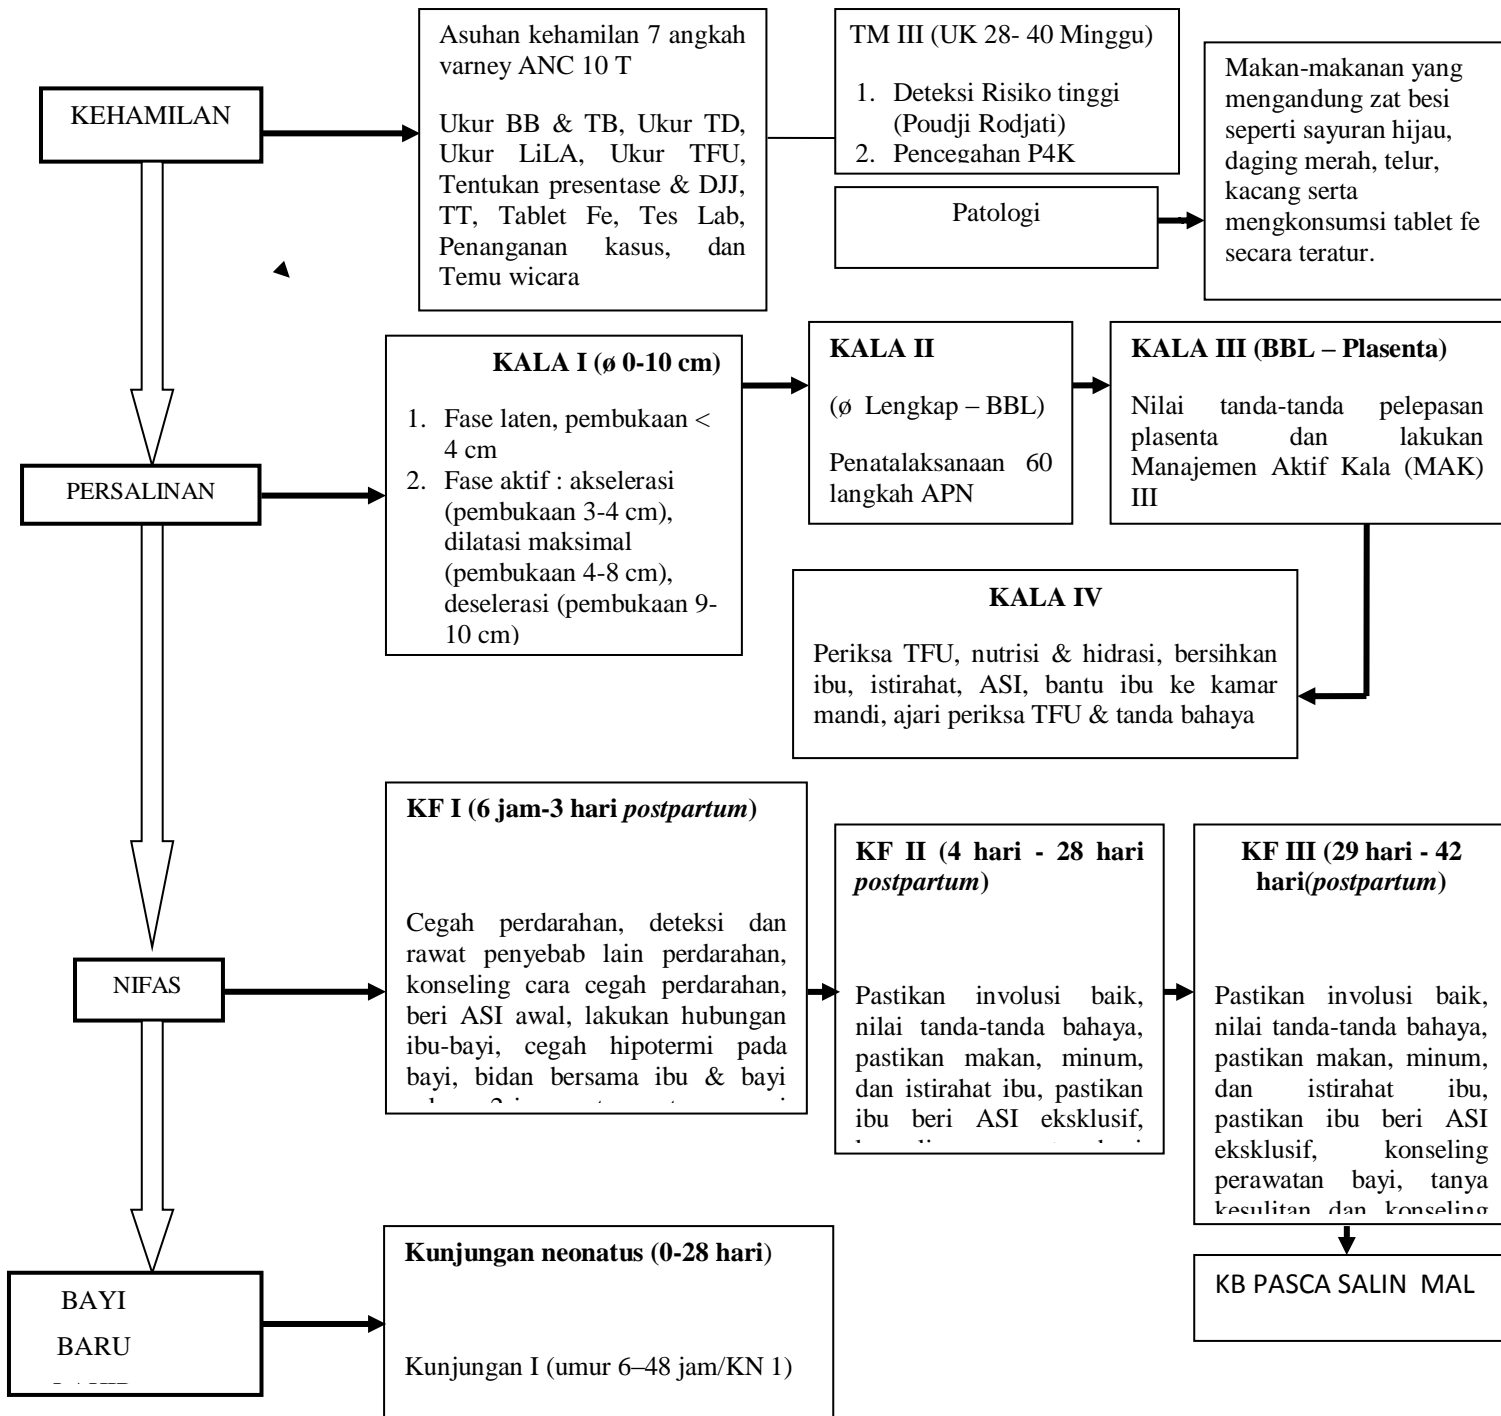 KEHAMILAN
Asuhan kehamilan 7 angkah
varney ANC 10 T
Ukur BB & TB, Ukur TD,
Ukur LiLA, Ukur TFU,
Tentukan presentase & DJJ,
TT, Tablet Fe, Tes Lab,
Penanganan kasus, dan
Temu wicara
TM III (UK 28- 40 Minggu)
1. Deteksi Risiko tinggi
(Poudji Rodjati)
2. Pencegahan P4K
Patologi
Makan-makanan yang
mengandung zat besi
seperti sayuran hijau,
daging merah, telur,
kacang serta
mengkonsumsi tablet fe
secara teratur.
PERSALINAN
KALA I (ø 0-10 cm)
1. Fase laten, pembukaan <
4 cm
2. Fase aktif : akselerasi
(pembukaan 3-4 cm),
dilatasi maksimal
(pembukaan 4-8 cm),
deselerasi (pembukaan 9-
10 cm)
KALA II
(ø Lengkap – BBL)
Penatalaksanaan 60
langkah APN
KALA III (BBL – Plasenta)
Nilai tanda-tanda pelepasan
plasenta dan lakukan
Manajemen Aktif Kala (MAK)
III
KALA IV
Periksa TFU, nutrisi & hidrasi, bersihkan
ibu, istirahat, ASI, bantu ibu ke kamar
mandi, ajari periksa TFU & tanda bahaya
NIFAS
KF I (6 jam-3 hari postpartum)
Cegah perdarahan, deteksi dan
rawat penyebab lain perdarahan,
konseling cara cegah perdarahan,
beri ASI awal, lakukan hubungan
ibu-bayi, cegah hipotermi pada
bayi, bidan bersama ibu & bayi
KF II (4 hari - 28 hari
postpartum)
Pastikan involusi baik,
nilai tanda-tanda bahaya,
pastikan makan, minum,
dan istirahat ibu, pastikan
ibu beri ASI eksklusif,
KF III (29 hari - 42
hari(postpartum)
Pastikan involusi baik,
nilai tanda-tanda bahaya,
pastikan makan, minum,
dan istirahat ibu,
pastikan ibu beri ASI
eksklusif, konseling
perawatan bayi, tanya
kesulitan dan konseling
KB PASCA SALIN MAL
BAYI
BARU
Kunjungan neonatus (0-28 hari)
Kunjungan I (umur 6–48 jam/KN 1)